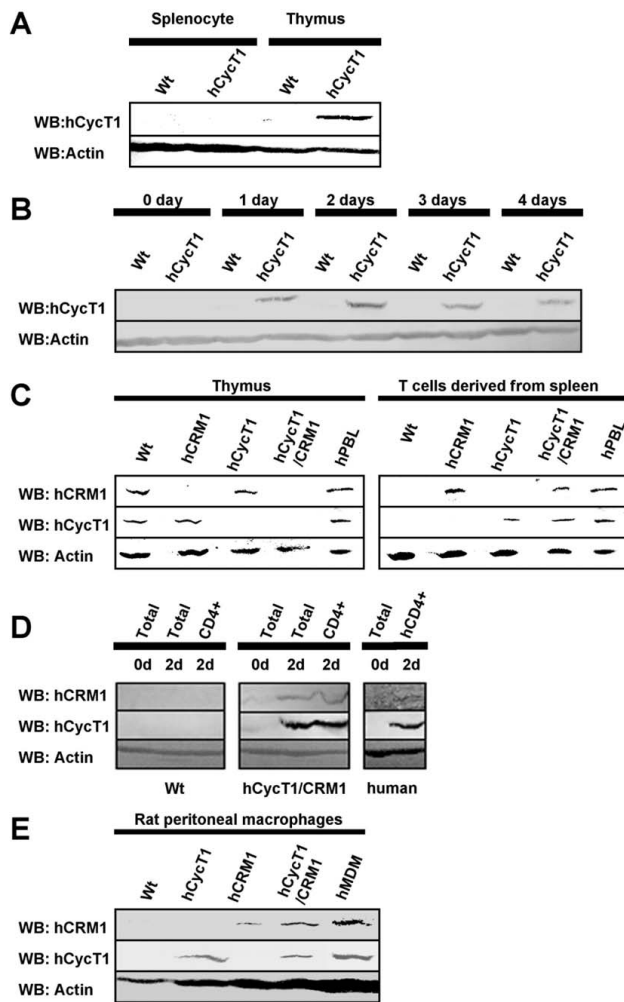 A
Splenocyte Thymus
Wt hCycT1 Wt hCycT1
WB:hCycT1
WB:Actin
B
0 day 1 day 2 days 3 days 4 days
Wt hCycT1 Wt hCycT1 Wt hCycT1 Wt hCycT1 Wt hCycT1
WB:hCycT1
WB:Actin
C
Thymus T cells derived from spleen
Wt hCRM1 hCycT1 hCycT1 /CRM1 hPBL Wt hCRM1 hCycT1 hCycT1 /CRM1 hPBL
WB: hCRM1
WB: hCycT1
WB: Actin
D
Total Total CD4+ Total Total CD4+ Total hCD4+
0d 2d 2d 0d 2d 2d 0d 2d
WB: hCRM1
WB: hCycT1
WB: Actin
Wt hCycT1/CRM1 human
E
Rat peritoneal macrophages
Wt hCycT1 hCRM1 hCycT1 /CRM1 hMDM
WB: hCRM1
WB: hCycT1
WB: Actin